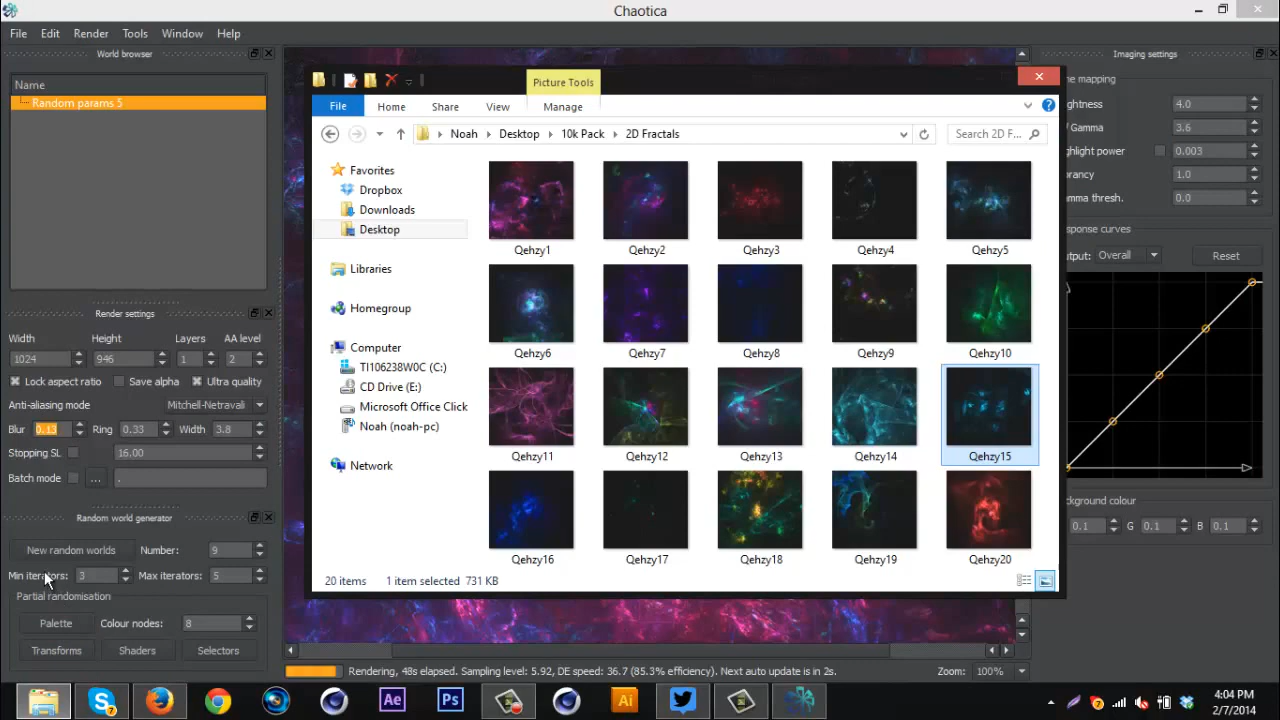 Chaotica
File Edit Render Tools Window Help
World browser
Name
Random params 5
Render settings
Width Height Layers AA level
1024 946 1 2
Lock aspect ratio Save alpha Ultra quality
Anti-aliasing mode Mitchell-Netravali
Blur 0.13 Ring 0.33 Width 3.8
Stopping SL 16.00
Batch mode ... .
Random world generator
New random worlds Number: 9
Min iterators: 3 Max iterators: 5
Partial randomisation
Palette Colour nodes: 8
Transforms Shaders Selectors
Picture Tools
File Home Share View Manage
Noah Desktop 10k Pack 2D Fractals
Search 2D F...
Favorites
Dropbox
Downloads
Desktop
Libraries
Homegroup
Computer
TI106238W0C (C:)
CD Drive (E:)
Microsoft Office Click
Noah (noah-pc)
Network
Qehzy1 Qehzy2 Qehzy3 Qehzy4 Qehzy5
Qehzy6 Qehzy7 Qehzy8 Qehzy9 Qehzy10
Qehzy11 Qehzy12 Qehzy13 Qehzy14 Qehzy15
Qehzy16 Qehzy17 Qehzy18 Qehzy19 Qehzy20
20 items 1 item selected 731 KB
Imaging settings
ne mapping
ightness 4.0
Gamma 3.6
ghlight power 0.003
rancy 1.0
mma thresh. 0.0
sponse curves
tput: Overall Reset
ckground colour
0.1 G 0.1 B 0.1
Rendering, 48s elapsed. Sampling level: 5.92, DE speed: 36.7 (85.3% efficiency). Next auto update is in 2s.
Zoom: 100%
Ae Ps Ai
7
4:04 PM
2/7/2014